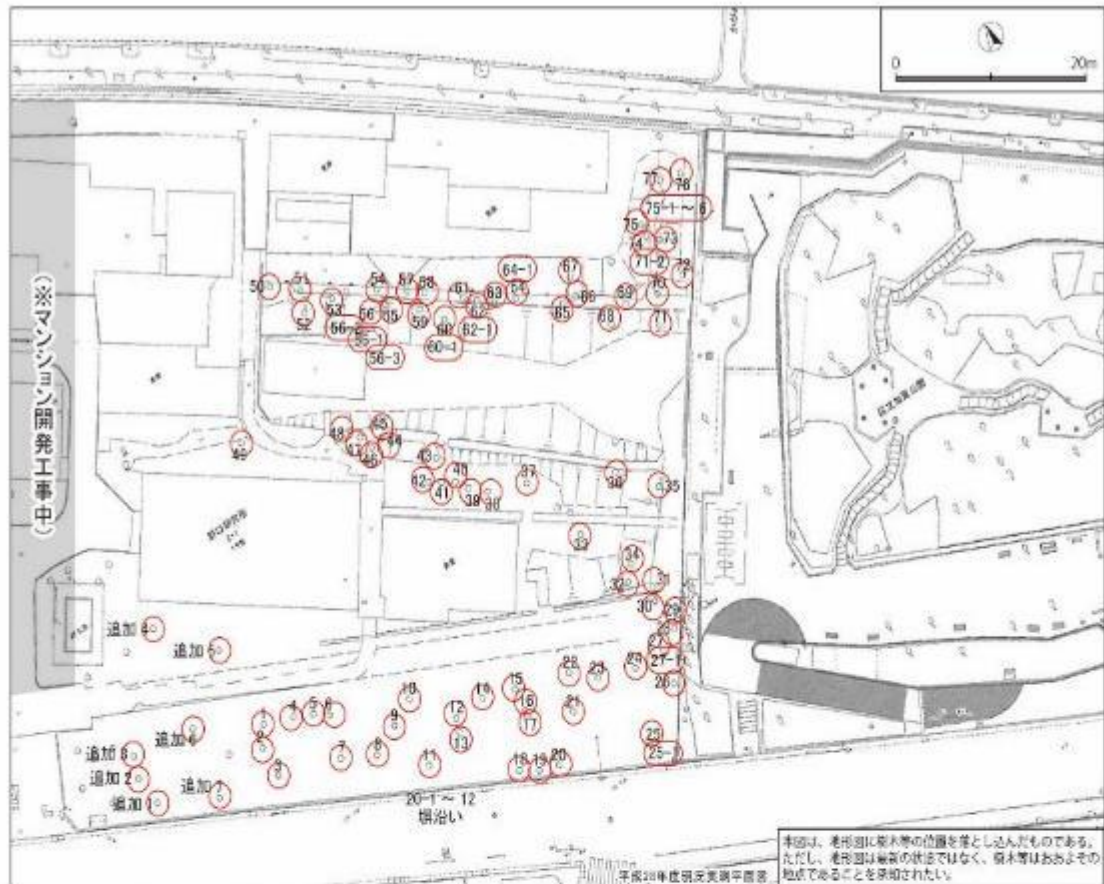 0 20m
77 78
75-1～6
75
74 73
71-2
64-1 67
50 51 54 57 58 61 63 64 66 69 70
52 53 56 55 59 60 62 65 68 71
55-1 62-1
56-3 60-1
(※マンション開発工事中)
48 45
47 44
46
49 43
42 40 37 36 35
41 39 38
33
34
32 31
30 29
追加 4
追加 5
27-1
22 23 24 26
15
10 14 16 21
4 5 6 12 17
1 9
2 13
追加 6 25
追加 3 7 8 11 18 19 20 25-1
追加 2 3
追加 1 追加 7
20-1～12
塀沿い
本図は、地形図に樹木等の位置を落とし込んだものである。
ただし、地形図は最新の状態ではなく、樹木等はおおよその
地点であることを承知されたい。
平成28年度現況実測平面図